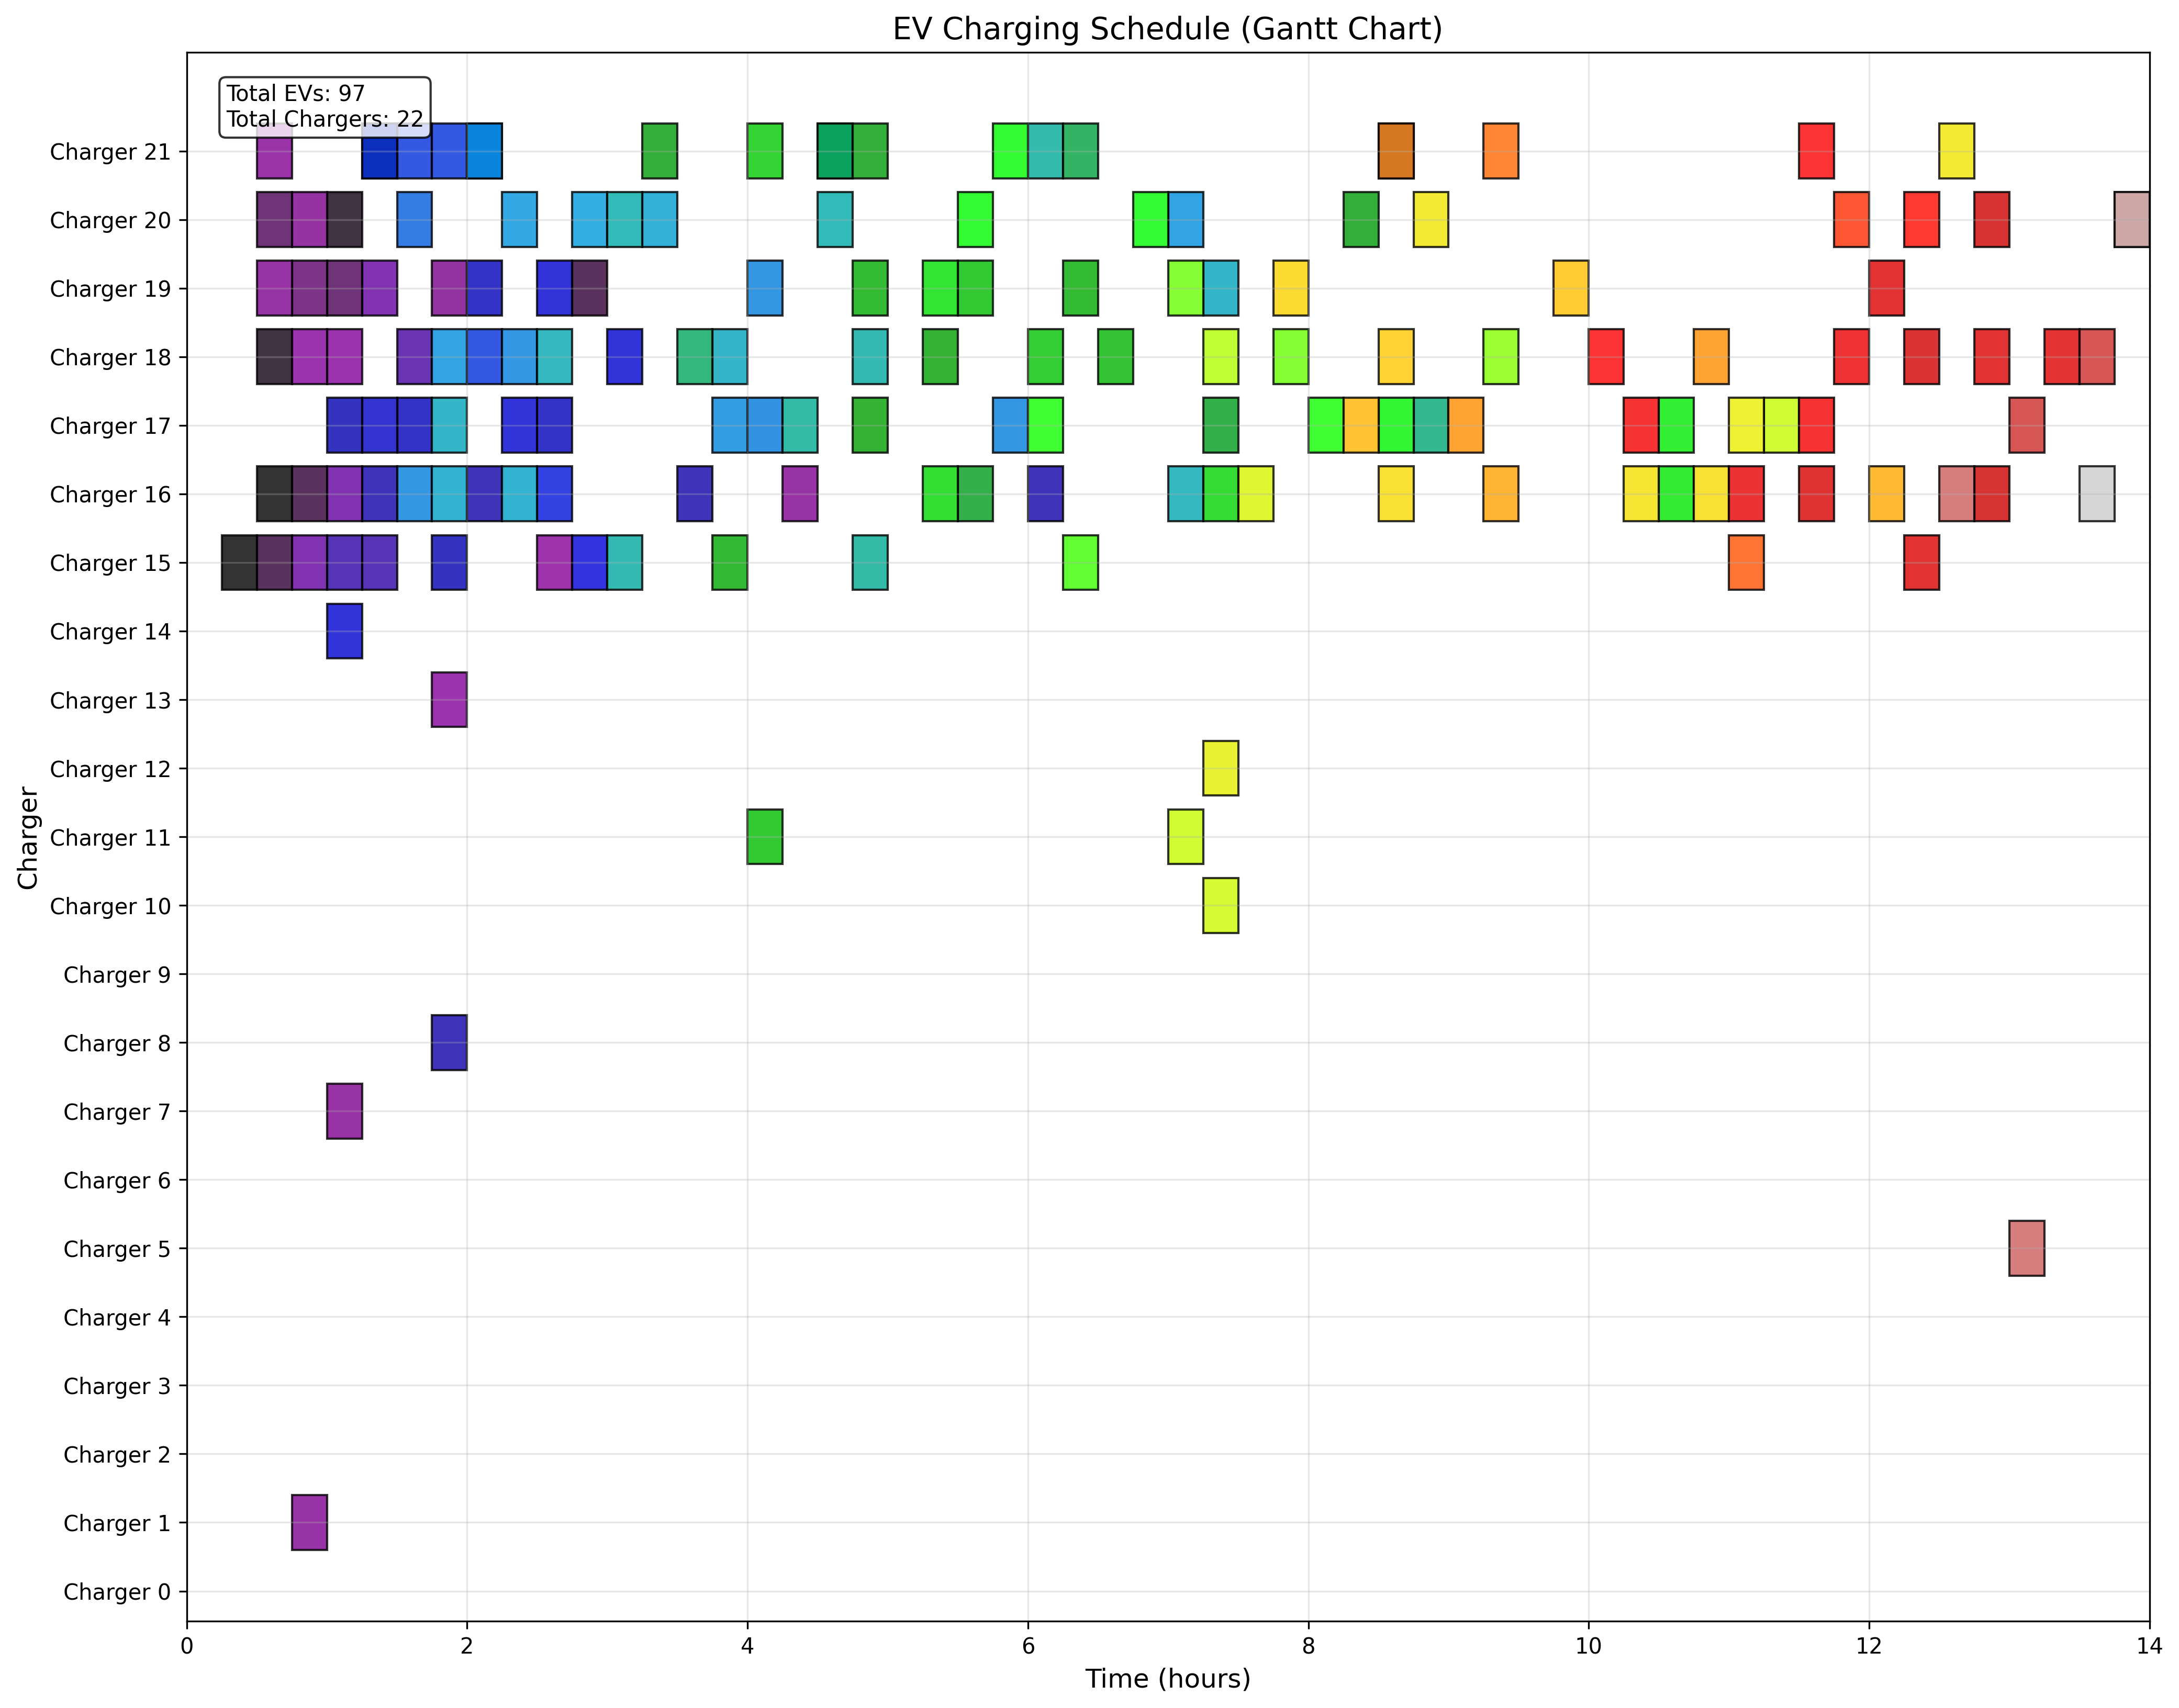 EV Charging Schedule (Gantt Chart)
Total EVs: 97
Total Chargers: 22
Charger 21
Charger 20
Charger 19
Charger 18
Charger 17
Charger 16
Charger 15
Charger 14
Charger 13
Charger 12
Charger 11
Charger 10
Charger 9
Charger 8
Charger 7
Charger 6
Charger 5
Charger 4
Charger 3
Charger 2
Charger 1
Charger 0
Charger
0 2 4 6 8 10 12 14
Time (hours)